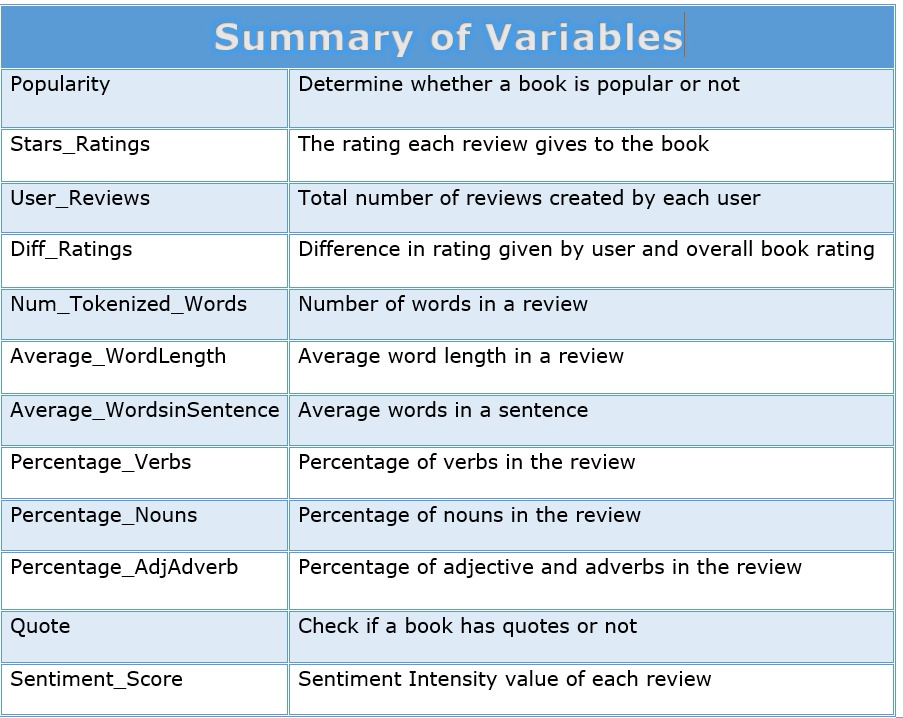 Summary of Variables
Popularity Determine whether a book is popular or not
Stars_Ratings The rating each review gives to the book
User_Reviews Total number of reviews created by each user
Diff_Ratings Difference in rating given by user and overall book rating
Num_Tokenized_Words Number of words in a review
Average_WordLength Average word length in a review
Average_WordsinSentence Average words in a sentence
Percentage_Verbs Percentage of verbs in the review
Percentage_Nouns Percentage of nouns in the review
Percentage_AdjAdverb Percentage of adjective and adverbs in the review
Quote Check if a book has quotes or not
Sentiment_Score Sentiment Intensity value of each review